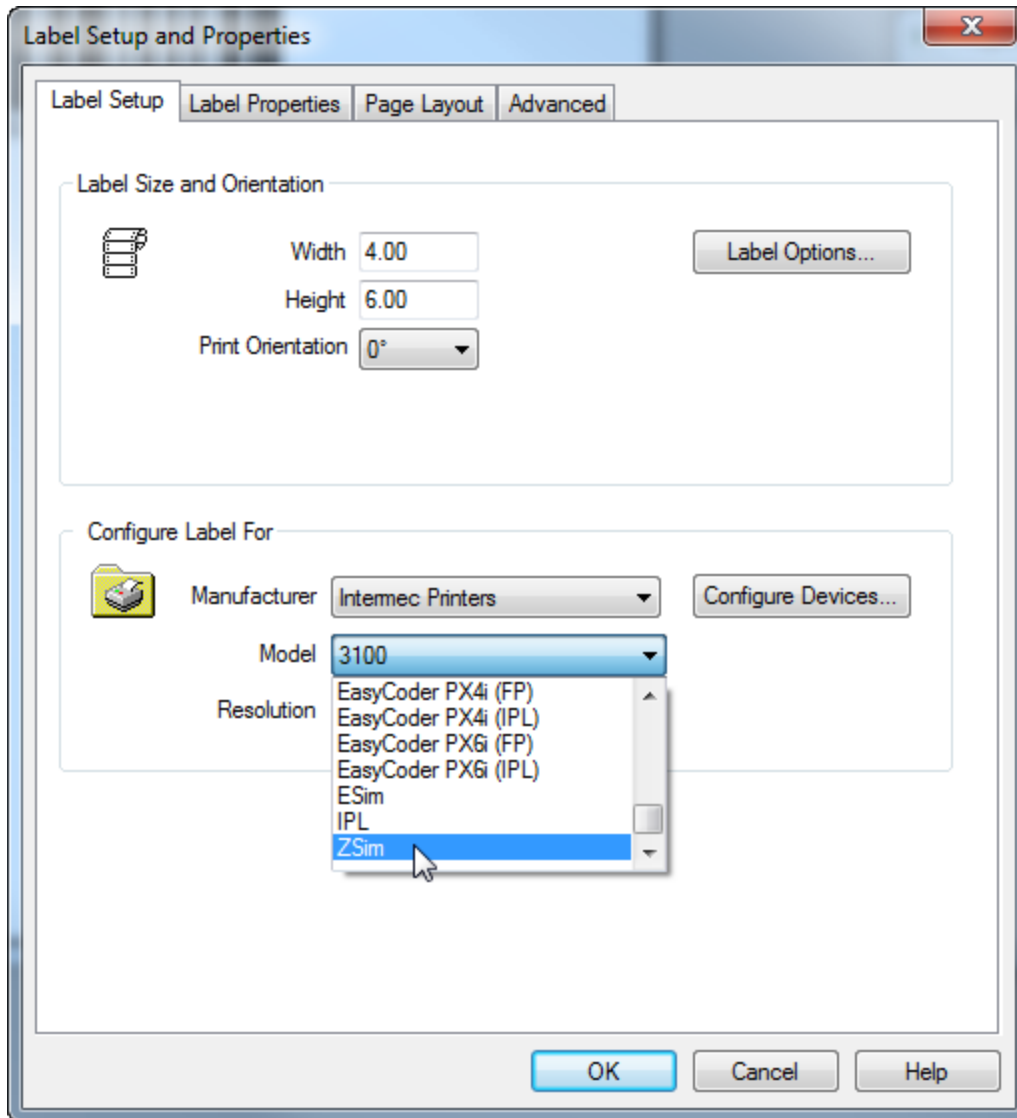 Label Setup and Properties
Label Setup Label Properties Page Layout Advanced
Label Size and Orientation
Width 4.00 Label Options...
Height 6.00
Print Orientation 0°
Configure Label For
Manufacturer Intermec Printers Configure Devices...
Model 3100
Resolution
EasyCoder PX4i (FP)
EasyCoder PX4i (IPL)
EasyCoder PX6i (FP)
EasyCoder PX6i (IPL)
ESim
IPL
ZSim
OK Cancel Help